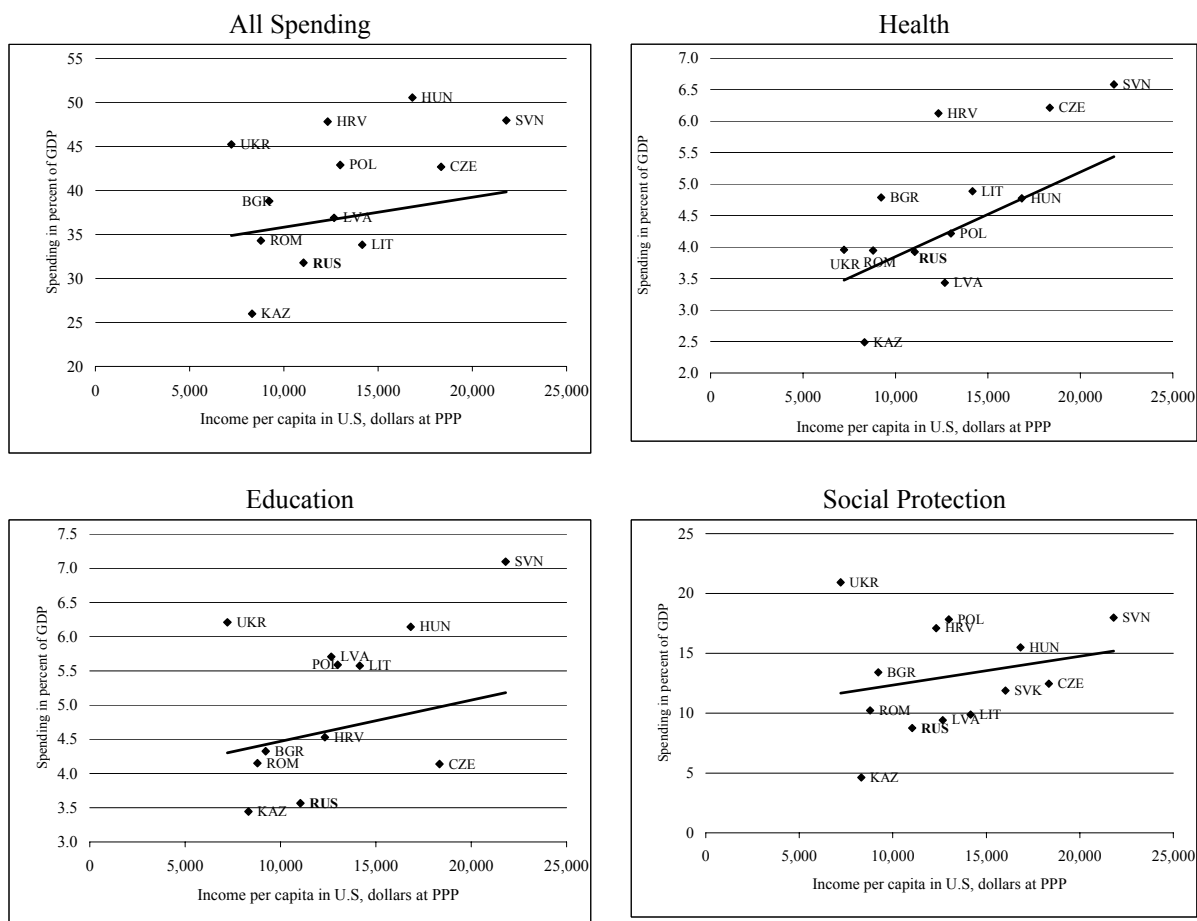 All Spending
Spending in percent of GDP
55
50
45
40
35
30
25
20
HUN
HRV
SVN
UKR
POL
CZE
BGR
LVA
ROM
LIT
RUS
KAZ
0
5,000
10,000
15,000
20,000
25,000
Income per capita in U.S, dollars at PPP
Health
Spending in percent of GDP
7.0
6.5
6.0
5.5
5.0
4.5
4.0
3.5
3.0
2.5
2.0
SVN
CZE
HRV
LIT
BGR
HUN
POL
UKR
ROM
RUS
LVA
KAZ
0
5,000
10,000
15,000
20,000
25,000
Income per capita in U.S, dollars at PPP
Education
Spending in percent of GDP
7.5
7.0
6.5
6.0
5.5
5.0
4.5
4.0
3.5
3.0
SVN
UKR
HUN
LVA
POL
LIT
HRV
BGR
ROM
CZE
KAZ
RUS
0
5,000
10,000
15,000
20,000
25,000
Income per capita in U.S, dollars at PPP
Social Protection
Spending in percent of GDP
25
20
15
10
5
0
UKR
POL
HRV
SVN
HUN
BGR
SVK
CZE
ROM
LVA
LIT
RUS
KAZ
0
5,000
10,000
15,000
20,000
25,000
Income per capita in U.S, dollars at PPP